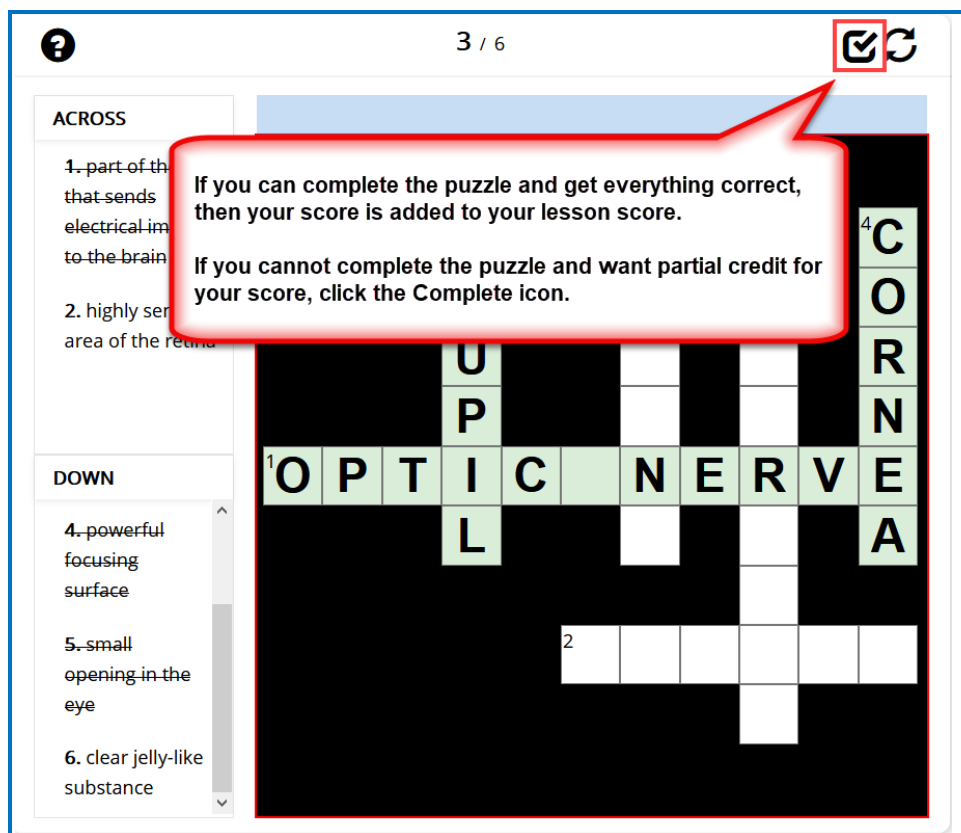 3 / 6
ACROSS
1. part of th
that sends
electrical im
to the brain
2. highly
area of the retina
If you can complete the puzzle and get everything correct,
then your score is added to your lesson score.
If you cannot complete the puzzle and want partial credit for
your score, click the Complete icon.
4
C
O
U R
P N
1 O P T I C N E R V E
L A
2
DOWN
4. powerful
focusing
surface
5. small
opening in the
eye
6. clear jelly-like
substance